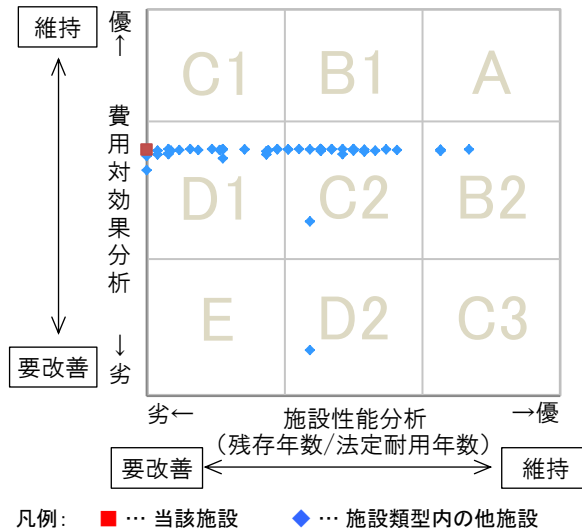 維持
優←
費用対効果分析
↓劣
要改善
C1
B1
A
D1
C2
B2
E
D2
C3
劣←
施設性能分析
→優
(残存年数/法定耐用年数)
要改善
維持
凡例: ■ … 当該施設 ◆ … 施設類型内の他施設